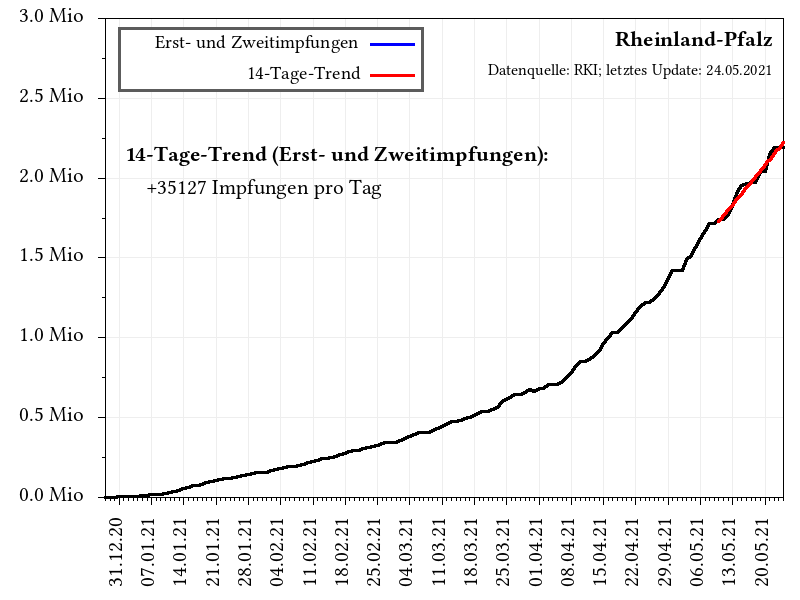 3.0 Mio
2.5 Mio
2.0 Mio
1.5 Mio
1.0 Mio
0.5 Mio
0.0 Mio
Erst- und Zweitimpfungen
14-Tage-Trend
Rheinland-Pfalz
Datenquelle: RKI; letztes Update: 24.05.2021
14-Tage-Trend (Erst- und Zweitimpfungen):
+35127 Impfungen pro Tag
31.12.20
07.01.21
14.01.21
21.01.21
28.01.21
04.02.21
11.02.21
18.02.21
25.02.21
04.03.21
11.03.21
18.03.21
25.03.21
01.04.21
08.04.21
15.04.21
22.04.21
29.04.21
06.05.21
13.05.21
20.05.21